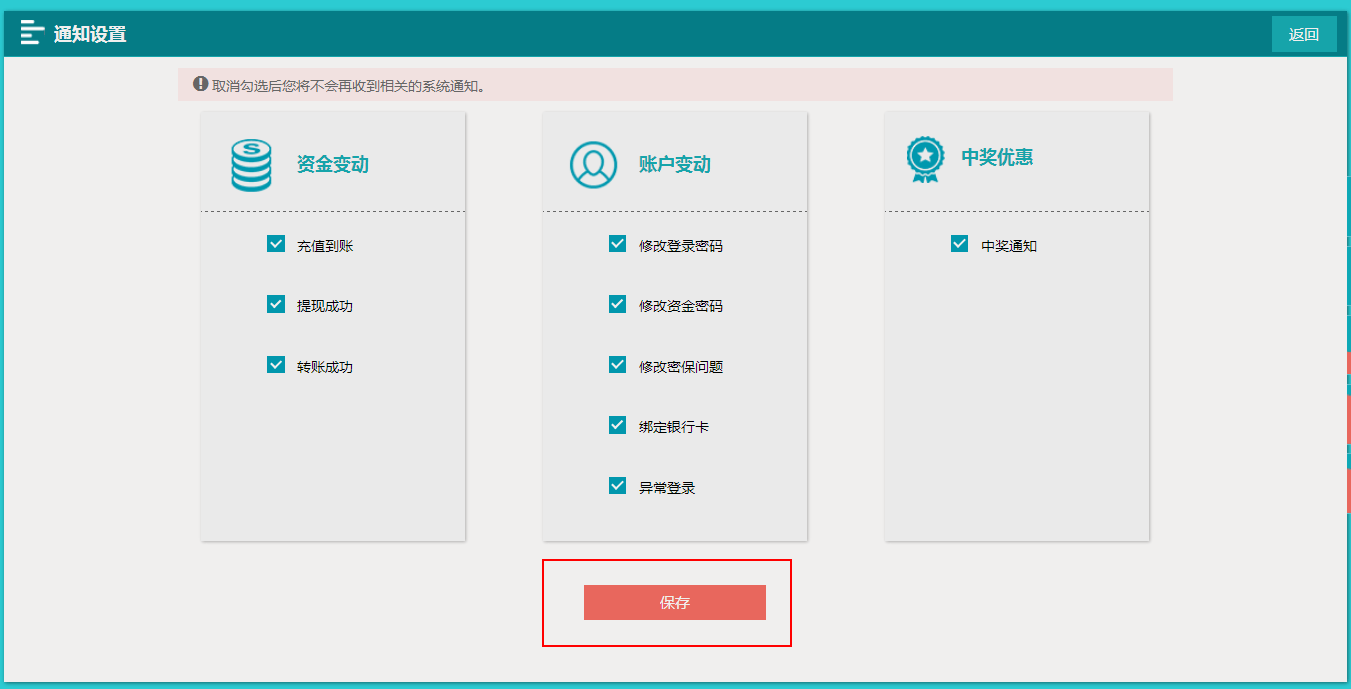 通知设置
返回
取消勾选后您将不会再收到相关的系统通知。
资金变动
充值到账
提现成功
转账成功
账户变动
修改登录密码
修改资金密码
修改密保问题
绑定银行卡
异常登录
中奖优惠
中奖通知
保存